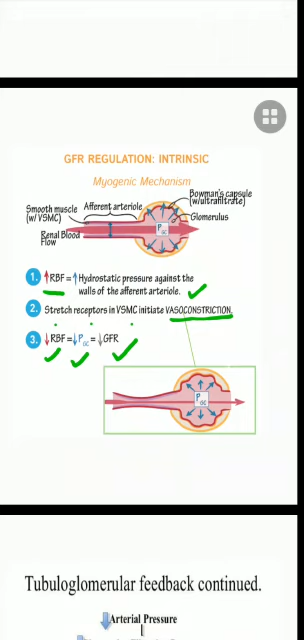 GFR REGULATION: INTRINSIC
Myogenic Mechanism
Smooth muscle
(w/ VSMC)
Afferent arteriole
Bowman's capsule
(w/ultrafiltrate)
Glomerulus
Renal Blood
Flow
P GC
1. ↑RBF = ↑Hydrostatic pressure against the
walls of the afferent arteriole.
2. Stretch receptors in VSMC initiate VASOCONSTRICTION.
3. ↓RBF = ↓P GC = ↓GFR
P GC
Tubuloglomerular feedback continued.
Arterial Pressure